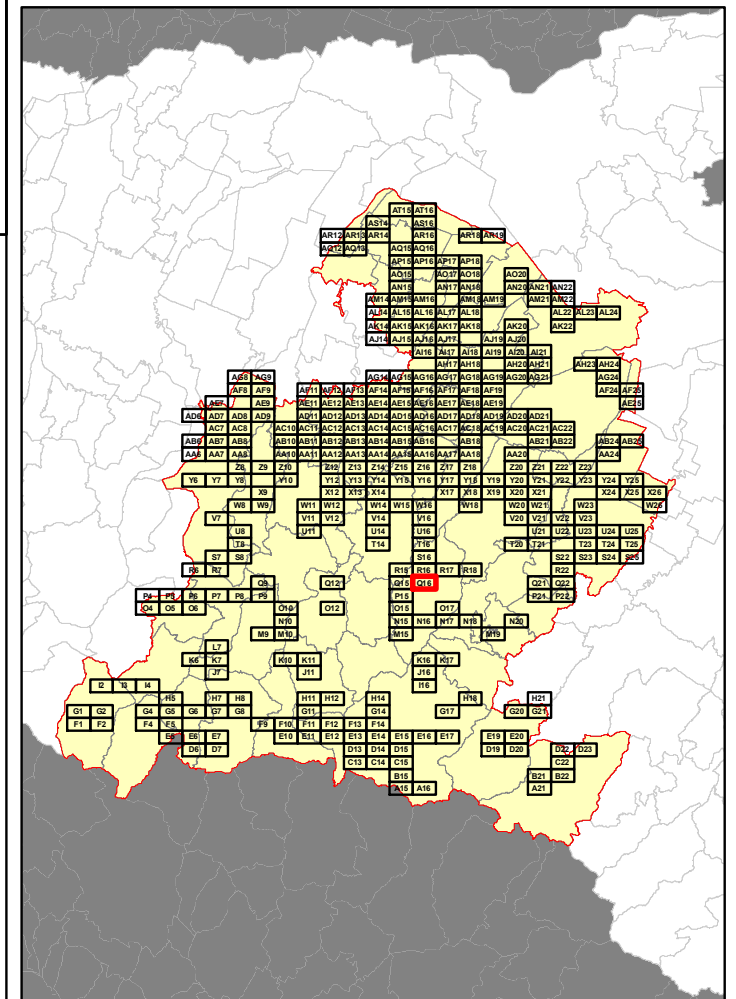 AT15 AT16
AS14 AS16
AR12 AR13 AR14 AR16 AR18 AR19
AQ12 AQ13 AQ15 AQ16
AP15 AP16 AP17 AP18
AO15 AO17 AO18 AO20
AN15 AN17 AN18 AN20 AN21 AN22
AM14 AM15 AM16 AM18 AM19 AM21 AM22
AL14 AL15 AL16 AL17 AL18 AL22 AL23 AL24
AK14 AK15 AK16 AK17 AK18 AK20 AK22
AJ14 AJ15 AJ16 AJ17 AJ19 AJ20
AI16 AI17 AI18 AI19 AI20 AI21
AH17 AH18 AH20 AH21 AH23 AH24
AG8 AG9 AG14 AG15 AG16 AG17 AG18 AG19 AG20 AG21 AG24
AF8 AF9 AF11 AF12 AF13 AF14 AF15 AF16 AF17 AF18 AF19 AF24 AF25
AE7 AE9 AE11 AE12 AE13 AE14 AE15 AE16 AE17 AE18 AE19 AE25
AD6 AD7 AD8 AD9 AD11 AD12 AD13 AD14 AD15 AD16 AD17 AD18 AD19 AD20 AD21
AC7 AC8 AC10 AC11 AC12 AC13 AC14 AC15 AC16 AC17 AC18 AC19 AC20 AC21 AC22
AB6 AB7 AB8 AB10 AB11 AB12 AB13 AB14 AB15 AB16 AB18 AB21 AB22 AB24 AB25
AA6 AA7 AA8 AA10 AA11 AA12 AA13 AA14 AA15 AA16 AA17 AA18 AA20 AA24
Z8 Z9 Z10 Z12 Z13 Z14 Z15 Z16 Z17 Z18 Z20 Z21 Z22 Z23
Y6 Y7 Y8 Y10 Y12 Y13 Y14 Y15 Y16 Y17 Y18 Y19 Y20 Y21 Y22 Y23 Y24 Y25
X9 X12 X13 X14 X17 X18 X19 X20 X21 X24 X25 X26
W8 W9 W11 W12 W14 W15 W16 W18 W20 W21 W23 W26
V7 V11 V12 V14 V16 V20 V21 V22 V23
U8 U11 U14 U16 U21 U22 U23 U24 U25
T8 T14 T16 T20 T21 T23 T24 T25
S7 S8 S16 S22 S23 S24 S25
R6 R7 R15 R16 R17 R18 R22
Q9 Q12 Q15 Q16 Q21 Q22
P4 P5 P6 P7 P8 P9 P15 P21 P22
O4 O5 O6 O10 O12 O15 O17
N10 N15 N16 N17 N18 N20
M9 M10 M15 M19
L7
K6 K7 K10 K11 K16 K17
J7 J11 J16
I2 I3 I4 I16
H5 H7 H8 H11 H12 H14 H18 H21
G1 G2 G4 G5 G6 G7 G8 G11 G14 G17 G20 G21
F1 F2 F4 F5 F9 F10 F11 F12 F13 F14
E5 E6 E7 E10 E11 E12 E13 E14 E15 E16 E17 E19 E20
D6 D7 D13 D14 D15 D19 D20 D22 D23
C13 C14 C15 C22
B15 B21 B22
A15 A16 A21